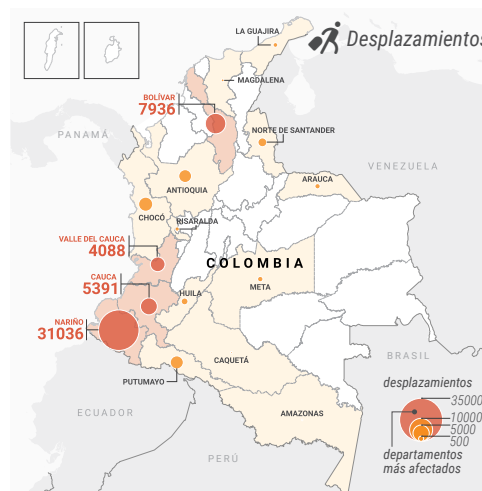 LA GUAJIRA
Desplazamientos
MAGDALENA
BOLÍVAR
7936
NORTE DE SANTANDER
PANAMÁ
VENEZUELA
ARAUCA
ANTIOQUIA
CHOCÓ
RISARALDA
VALLE DEL CAUCA
4088
COLOMBIA
CAUCA
5391
HUILA
META
NARIÑO
31036
BRASIL
CAQUETÁ
PUTUMAYO
desplazamientos
35000
10000
5000
500
ECUADOR
AMAZONAS
PERÚ
departamentos
más afectados